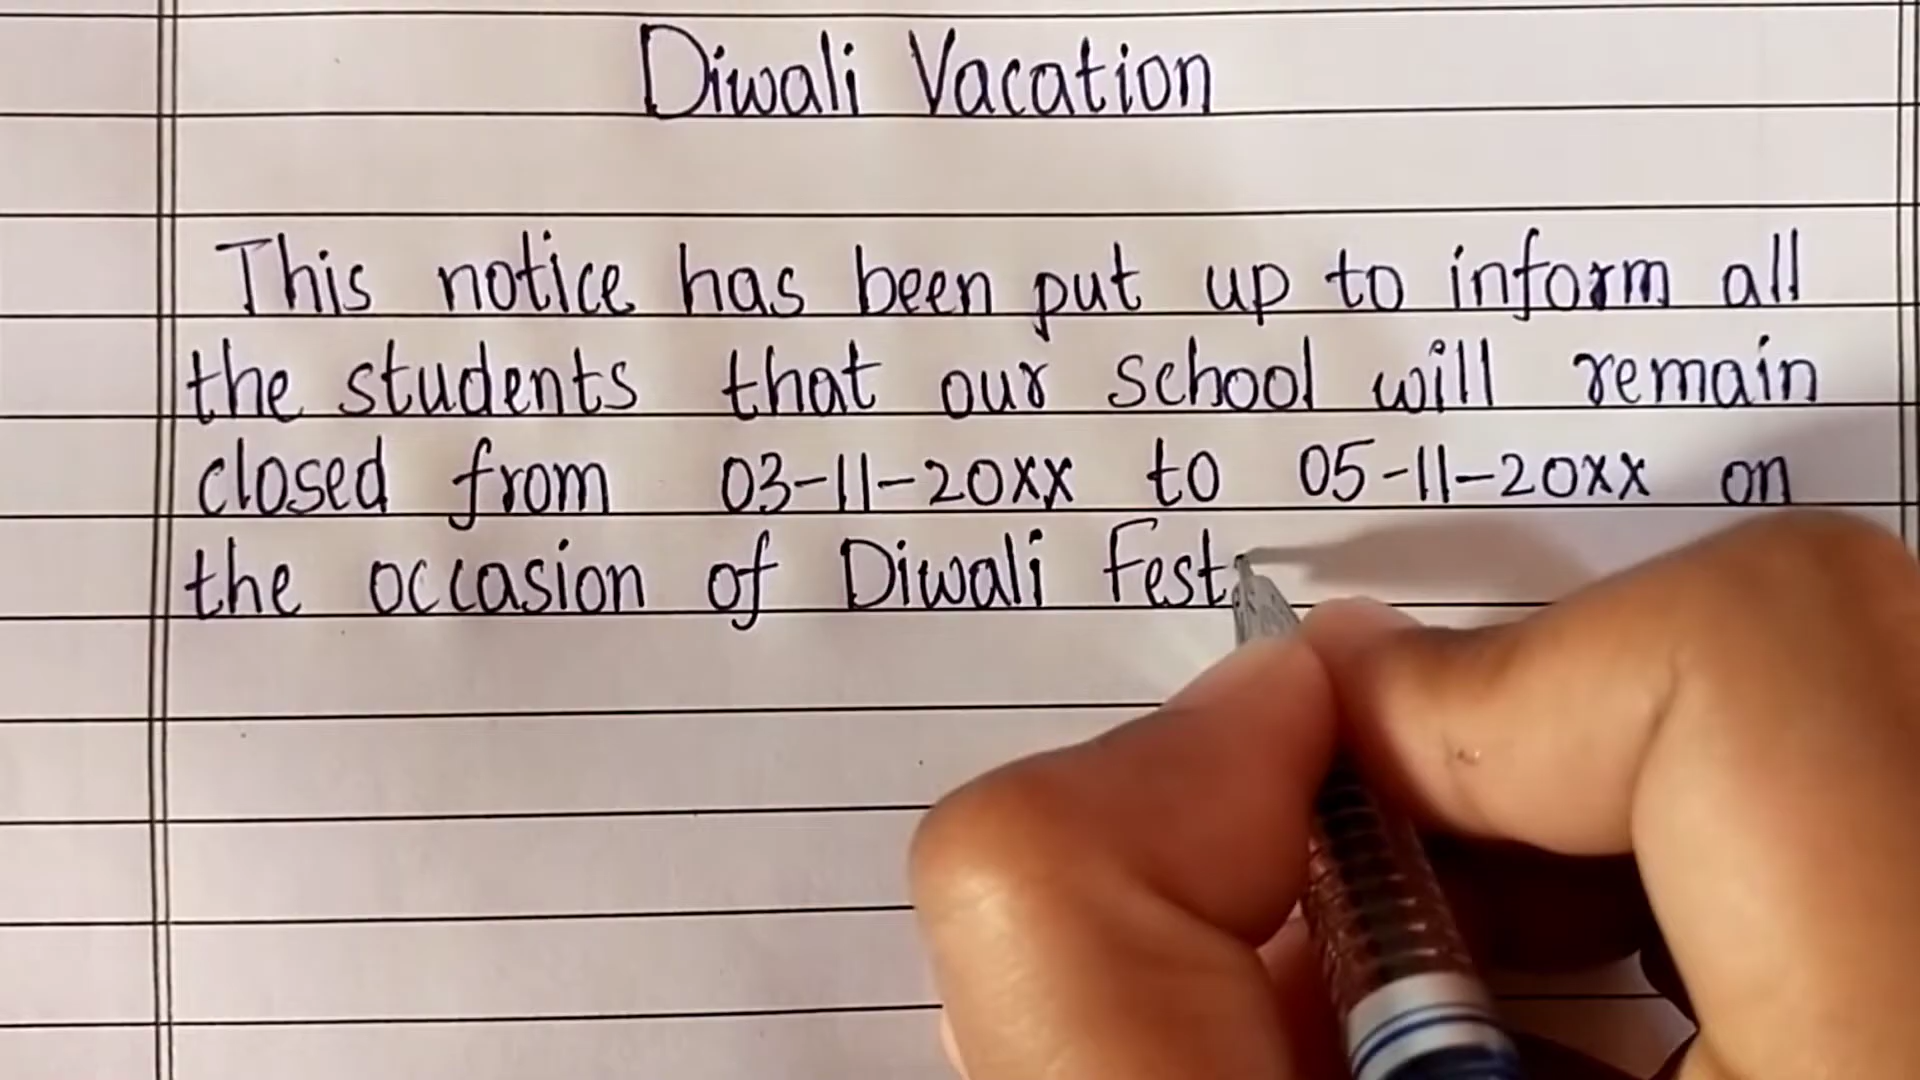 Diwali Vacation
This notice has been put up to inform all
the students that our school will remain
closed from 03-11-20xx to 05-11-20xx on
the occasion of Diwali Fest